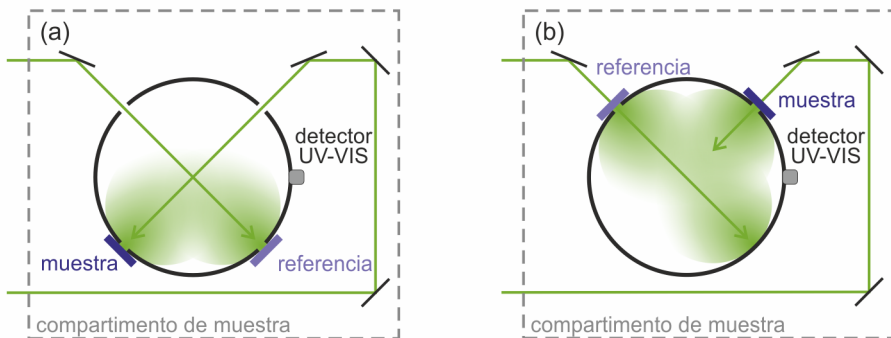 (a)
detector
UV-VIS
muestra
referencia
compartimento de muestra
(b)
referencia
muestra
detector
UV-VIS
compartimento de muestra